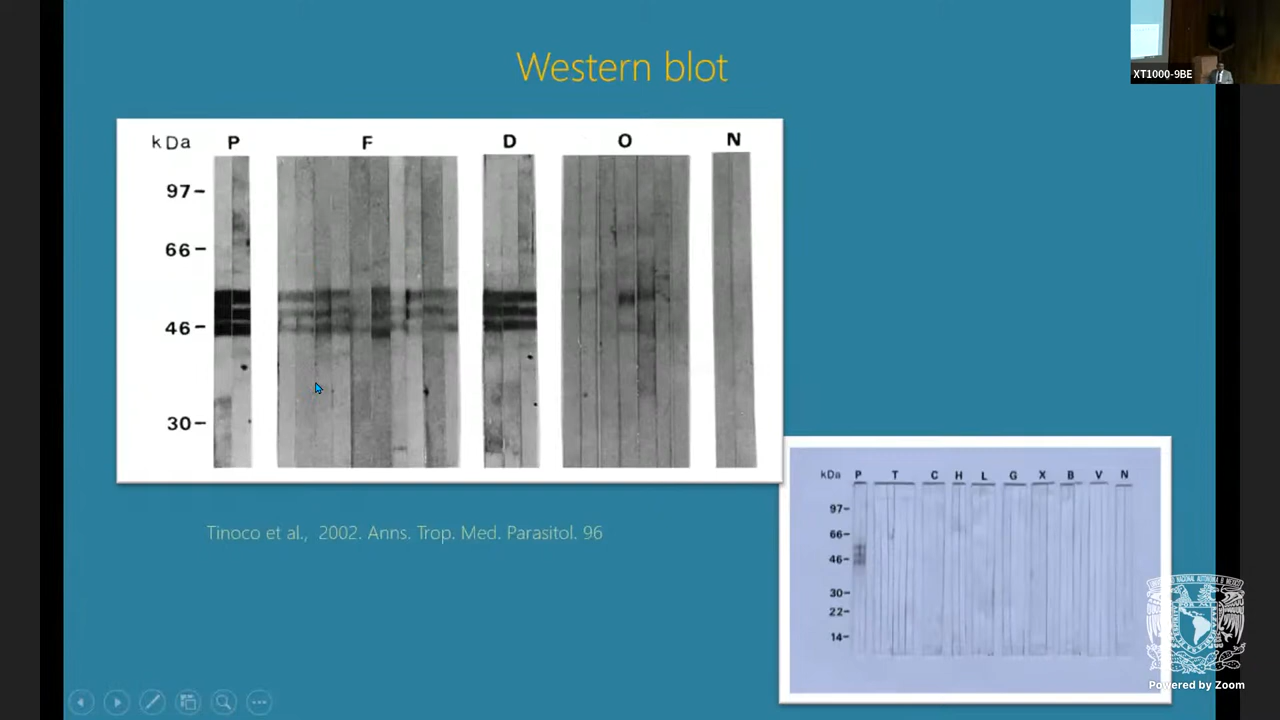 XT1000-9BE
Western blot
kDa P F D O N
97-
66-
46-
30-
Tinoco et al., 2002. Anns. Trop. Med. Parasitol. 96
kDa P T C H L G X B V N
97-
66-
46-
30-
22-
14-
Powered by Zoom